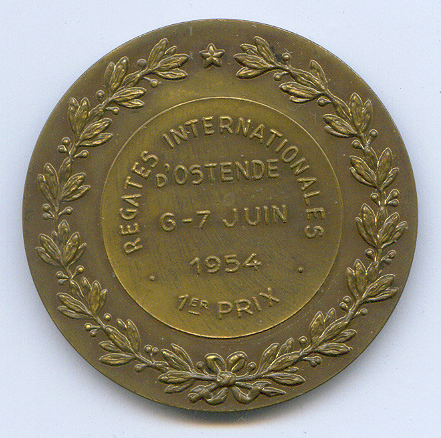 REGATES INTERNATIONALES
D'OSTENDE
6-7 JUIN
1954
1ER PRIX